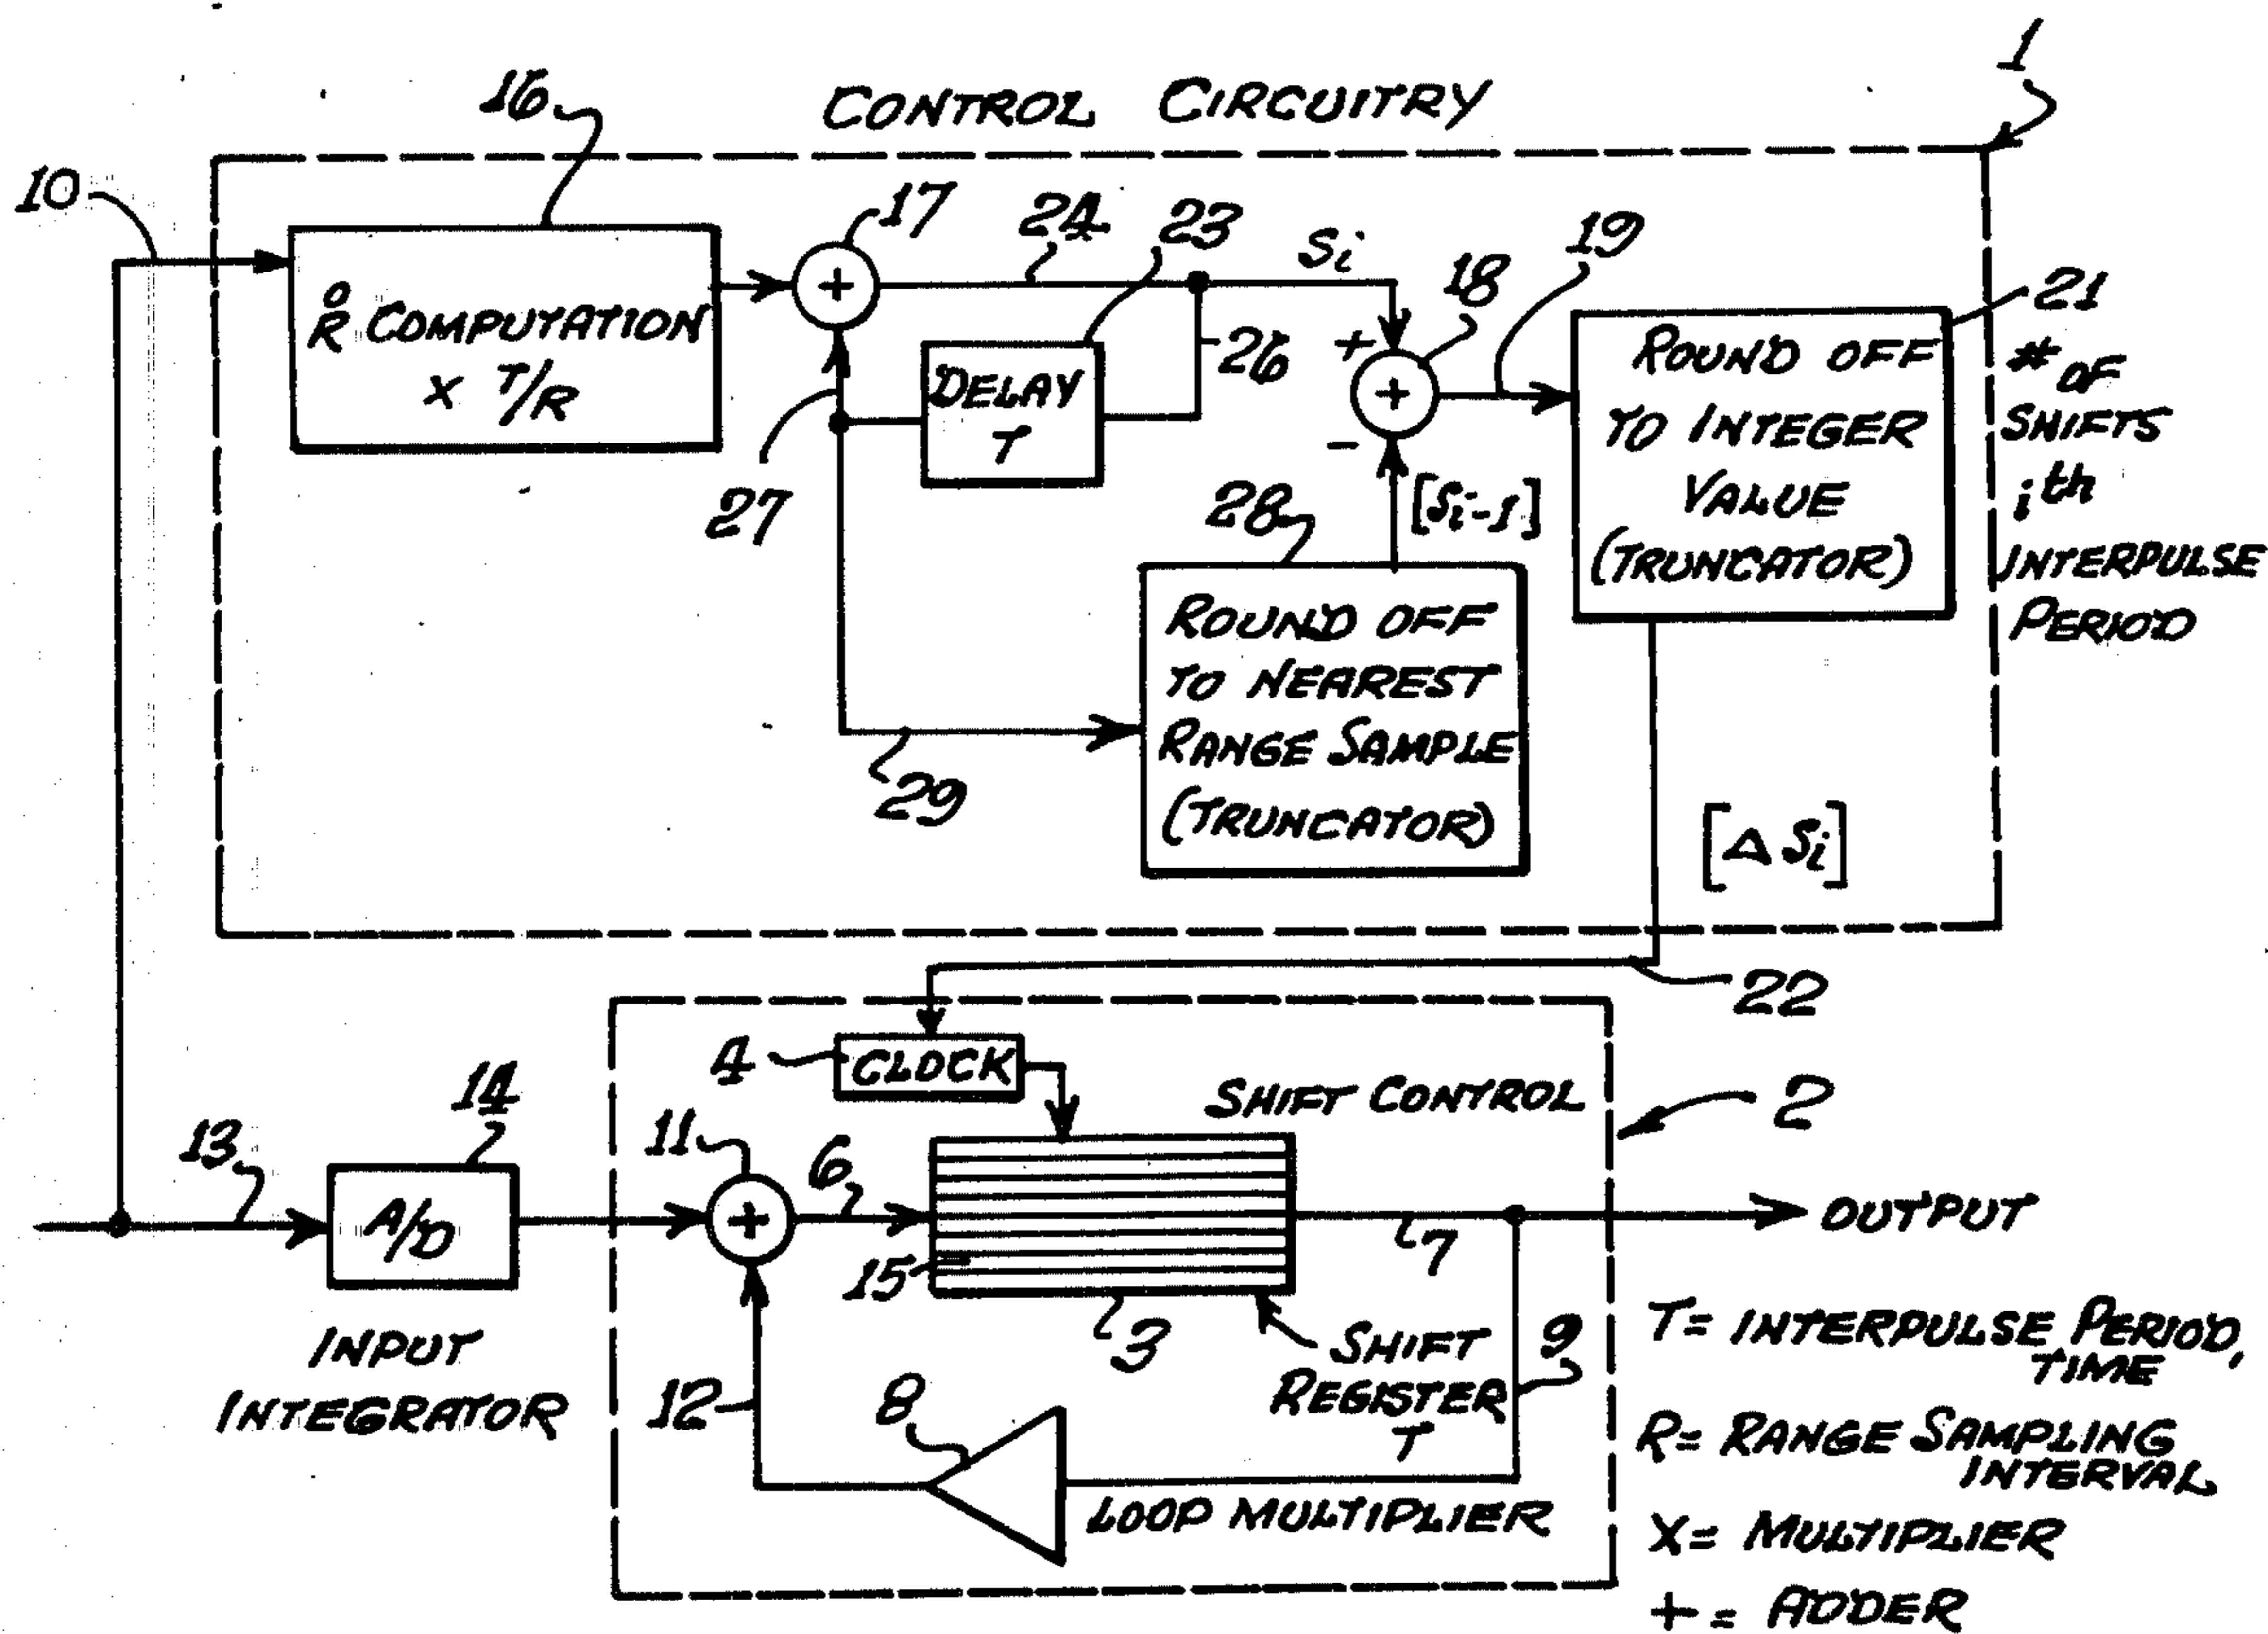 1
CONTROL CIRCUITRY
16
10
17
24
23
Si
18
19
21
R̊ COMPUTATION
X T/R
+
DELAY
T
26
+
+
-
ROUND OFF
TO INTEGER
VALUE
(TRUNCATOR)
# OF
SHIFTS
ith
INTERPULSE
PERIOD
27
28
[Si-1]
ROUND OFF
TO NEAREST
RANGE SAMPLE
(TRUNCATOR)
29
[Δ Si]
22
4
CLOCK
SHIFT CONTROL
2
14
13
11
6
A/D
+
15
7
OUTPUT
3
SHIFT
REGISTER
T
9
INPUT
INTEGRATOR
12
8
LOOP MULTIPLIER
T= INTERPULSE PERIOD,
TIME
R= RANGE SAMPLING
INTERVAL
X= MULTIPLIER
+= ADDER